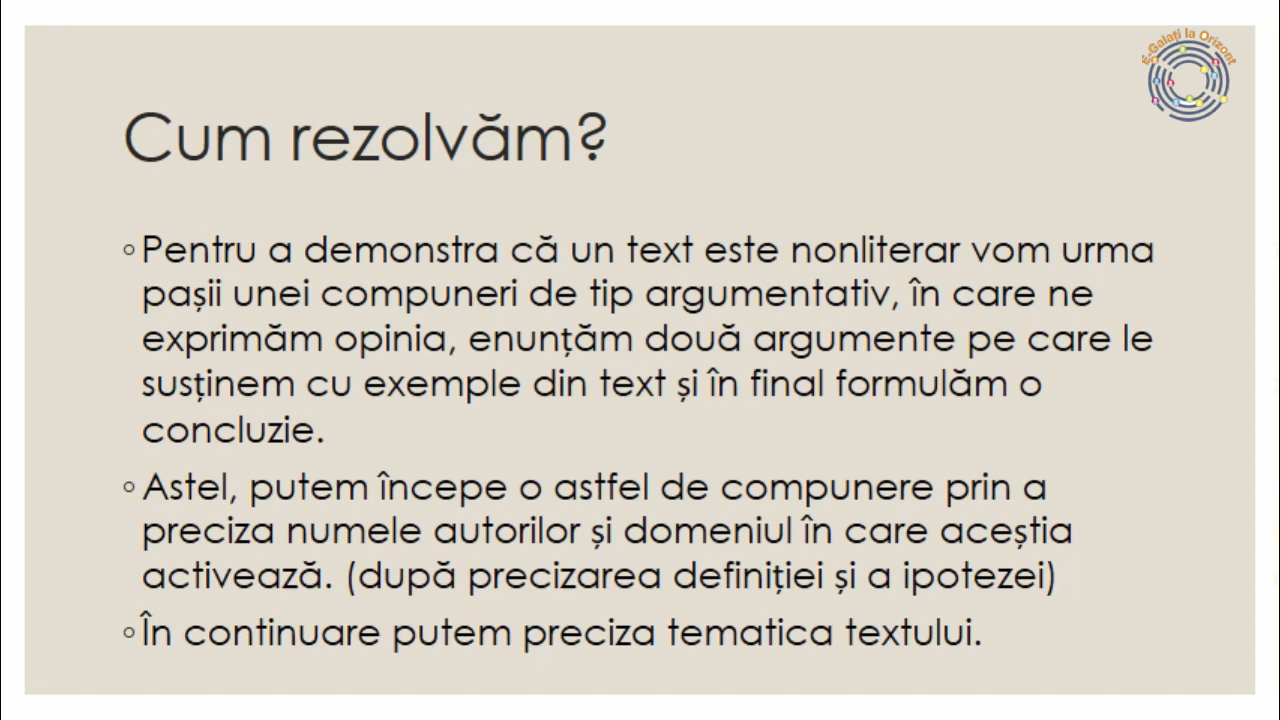 E-Galați la Orizont
Cum rezolvăm?
◦Pentru a demonstra că un text este nonliterar vom urma
pașii unei compuneri de tip argumentativ, în care ne
exprimăm opinia, enunțăm două argumente pe care le
susținem cu exemple din text și în final formulăm o
concluzie.
◦Astel, putem începe o astfel de compunere prin a
preciza numele autorilor și domeniul în care aceștia
activează. (după precizarea definiției și a ipotezei)
◦În continuare putem preciza tematica textului.